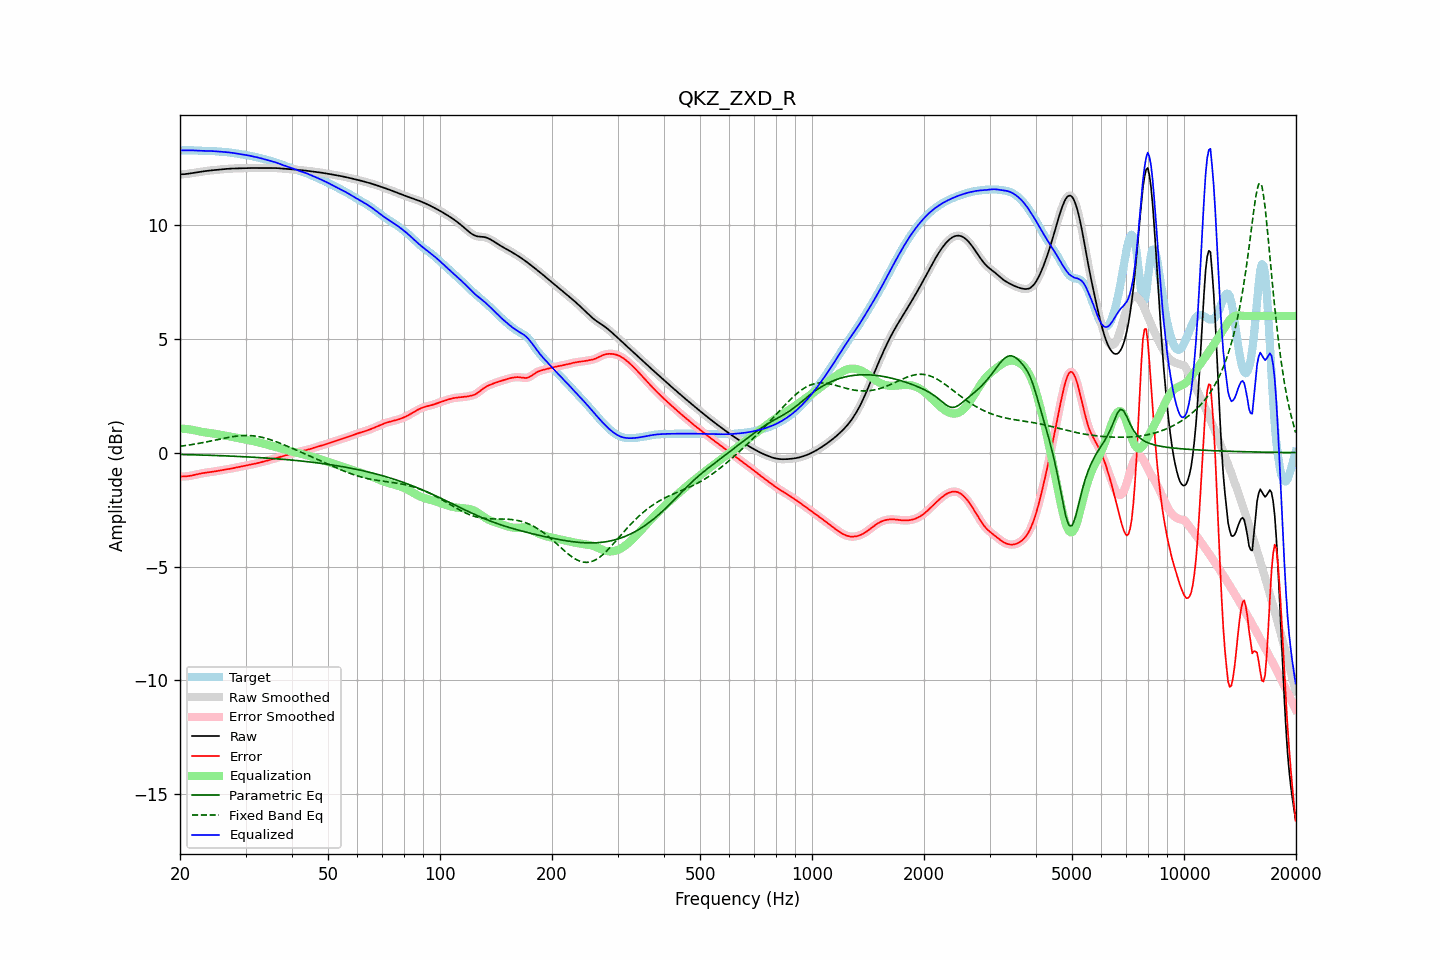 QKZ_ZXD_R
Amplitude (dBr)
10
5
0
−5
−10
−15
Target
Raw Smoothed
Error Smoothed
Raw
Error
Equalization
Parametric Eq
Fixed Band Eq
Equalized
20 50 100 200 500 1000 2000 5000 10000 20000
Frequency (Hz)